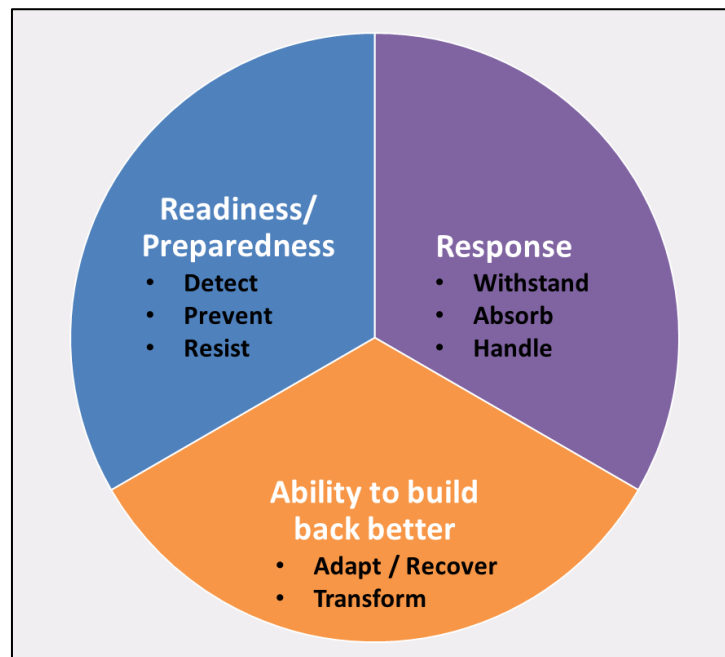 Readiness/
Preparedness
• Detect
• Prevent
• Resist
Response
• Withstand
• Absorb
• Handle
Ability to build
back better
• Adapt / Recover
• Transform